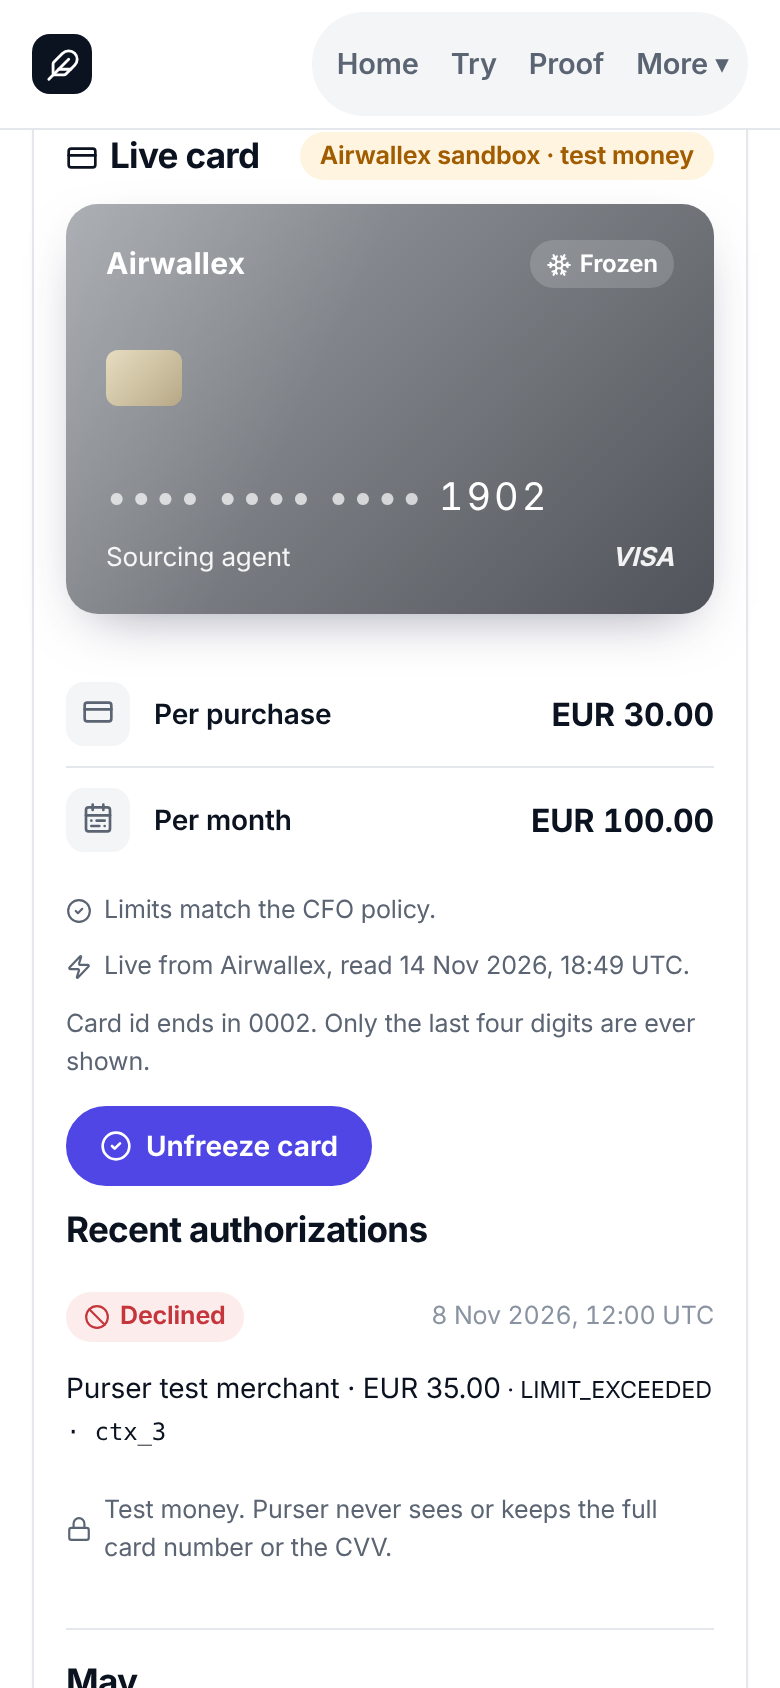 Home Try Proof More ▾
Live card
Airwallex sandbox · test money
Airwallex
Frozen
•••• •••• •••• 1902
Sourcing agent
VISA
Per purchase
EUR 30.00
Per month
EUR 100.00
Limits match the CFO policy.
Live from Airwallex, read 14 Nov 2026, 18:49 UTC.
Card id ends in 0002. Only the last four digits are ever
shown.
Unfreeze card
Recent authorizations
Declined
8 Nov 2026, 12:00 UTC
Purser test merchant · EUR 35.00 · LIMIT_EXCEEDED
· ctx_3
Test money. Purser never sees or keeps the full
card number or the CVV.
May